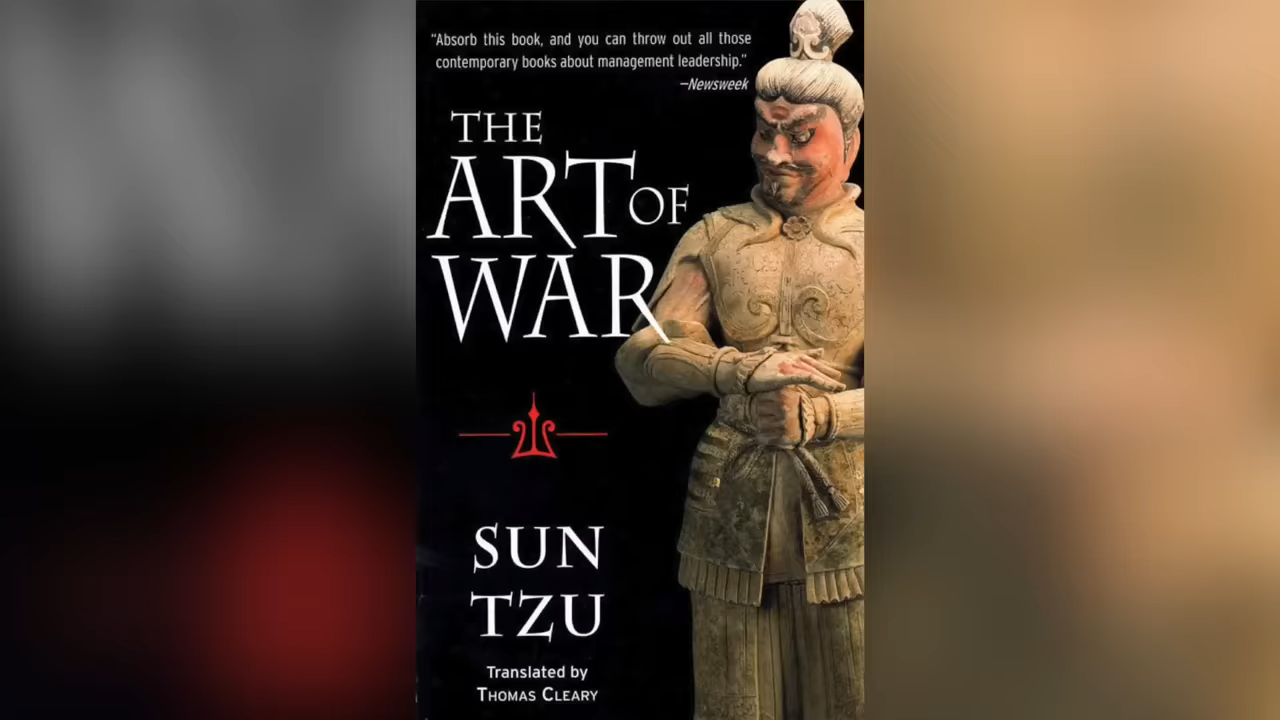 "Absorb this book, and you can throw out all those
contemporary books about management leadership."
—Newsweek
THE
ART OF
WAR
SUN
TZU
Translated by
THOMAS CLEARY